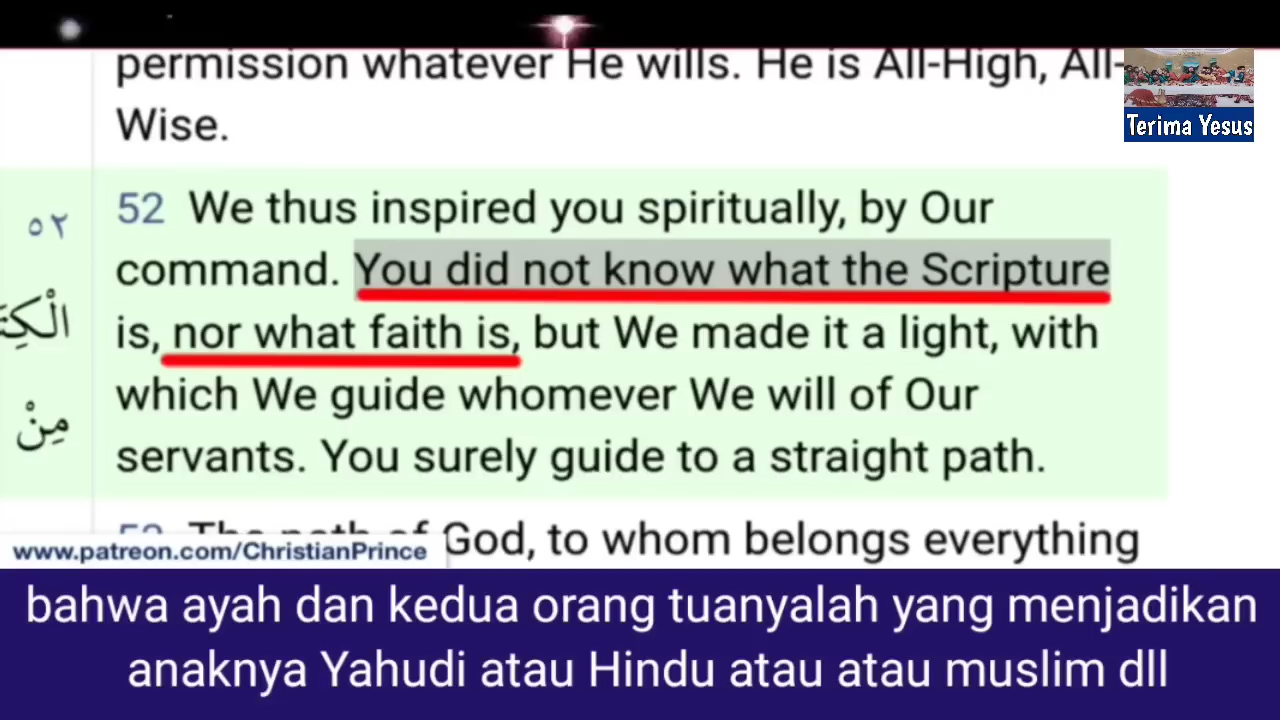 permission whatever He wills. He is All-High, All-
Wise.
Terima Yesus
52 We thus inspired you spiritually, by Our
٥٢
command. You did not know what the Scripture
is, nor what faith is, but We made it a light, with
which We guide whomever We will of Our
مِنْ
servants. You surely guide to a straight path.
53 The path of God, to whom belongs everything
www.patreon.com/ChristianPrince
bahwa ayah dan kedua orang tuanyalah yang menjadikan
anaknya Yahudi atau Hindu atau atau muslim dll